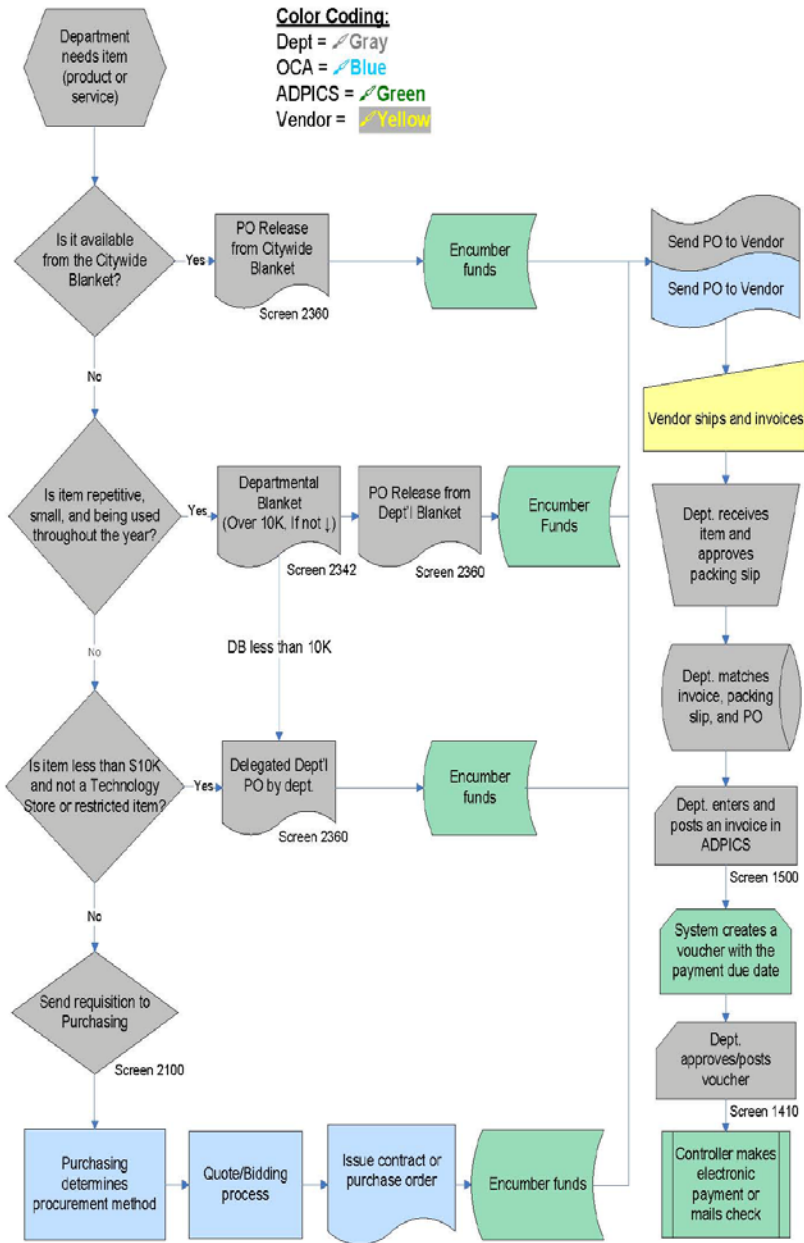 Color Coding:
Dept = Gray
OCA = Blue
ADPICS = Green
Vendor = Yellow
Department
needs item
(product or
service)
Is it available
from the Citywide
Blanket?
Yes
PO Release
from Citywide
Blanket
Screen 2360
Encumber
funds
Send PO to Vendor
Send PO to Vendor
No
Vendor ships and invoices
Is item repetitive,
small, and being used
throughout the year?
Yes
Departmental
Blanket
(Over 10K, If not ↓)
Screen 2342
PO Release from
Dept'l Blanket
Screen 2360
Encumber
Funds
Dept. receives
item and
approves
packing slip
No
DB less than 10K
Dept. matches
invoice, packing
slip, and PO
Is item less than $10K
and not a Technology
Store or restricted item?
Yes
Delegated Dept'l
PO by dept.
Screen 2360
Encumber
funds
Dept. enters and
posts an invoice in
ADPICS
Screen 1500
No
System creates a
voucher with the
payment due date
Send requisition to
Purchasing
Screen 2100
Dept.
approves/posts
voucher
Screen 1410
Purchasing
determines
procurement method
Quote/Bidding
process
Issue contract or
purchase order
Encumber funds
Controller makes
electronic
payment or
mails check